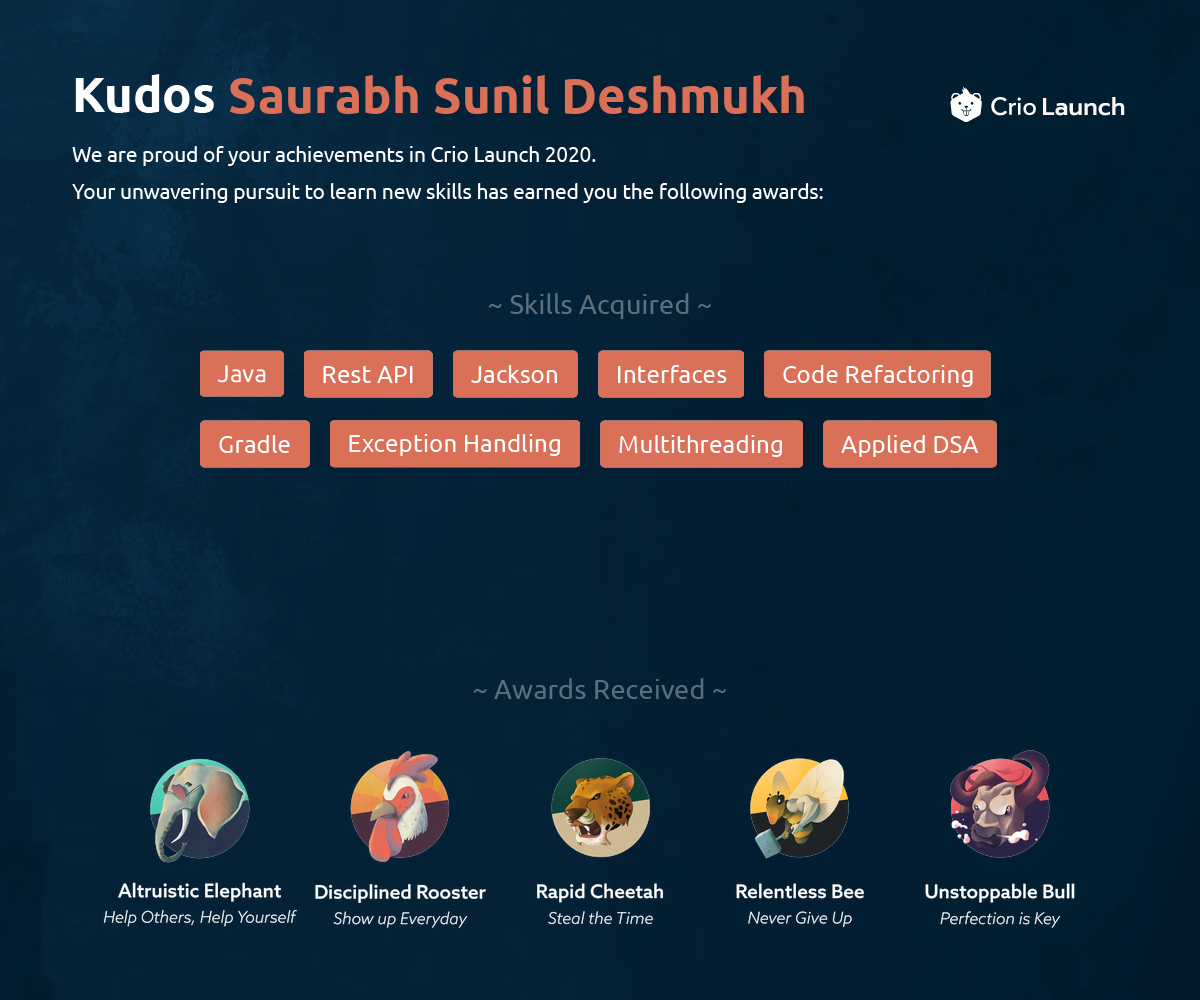 Kudos Saurabh Sunil Deshmukh
Crio Launch
We are proud of your achievements in Crio Launch 2020.
Your unwavering pursuit to learn new skills has earned you the following awards:
~ Skills Acquired ~
Java Rest API Jackson Interfaces Code Refactoring
Gradle Exception Handling Multithreading Applied DSA
~ Awards Received ~
Altruistic Elephant Disciplined Rooster Rapid Cheetah Relentless Bee Unstoppable Bull
Help Others, Help Yourself Show up Everyday Steal the Time Never Give Up Perfection is Key